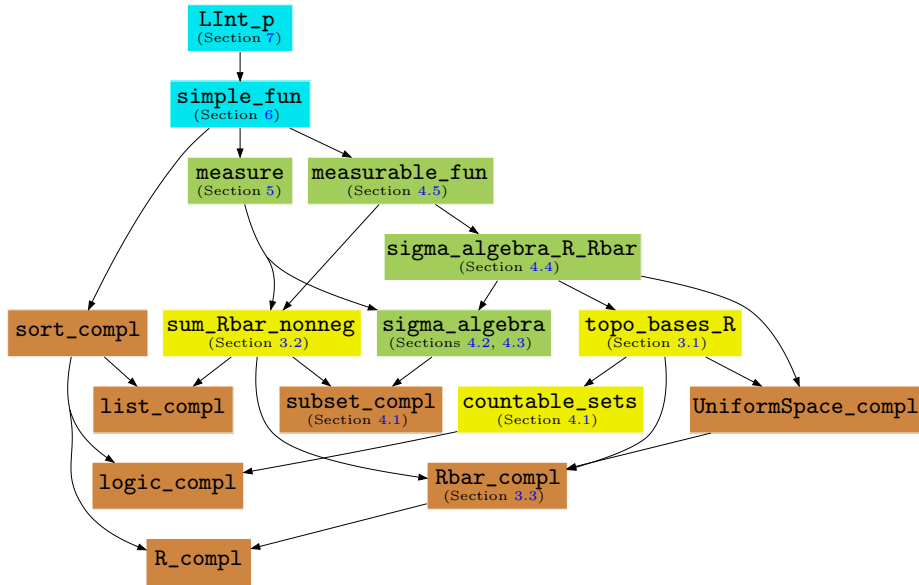 LInt_p
(Section 7)
simple_fun
(Section 6)
measure
(Section 5)
measurable_fun
(Section 4.5)
sigma_algebra_R_Rbar
(Section 4.4)
sort_compl
sum_Rbar_nonneg
(Section 3.2)
sigma_algebra
(Sections 4.2, 4.3)
topo_bases_R
(Section 3.1)
list_compl
subset_compl
(Section 4.1)
countable_sets
(Section 4.1)
UniformSpace_compl
logic_compl
Rbar_compl
(Section 3.3)
R_compl